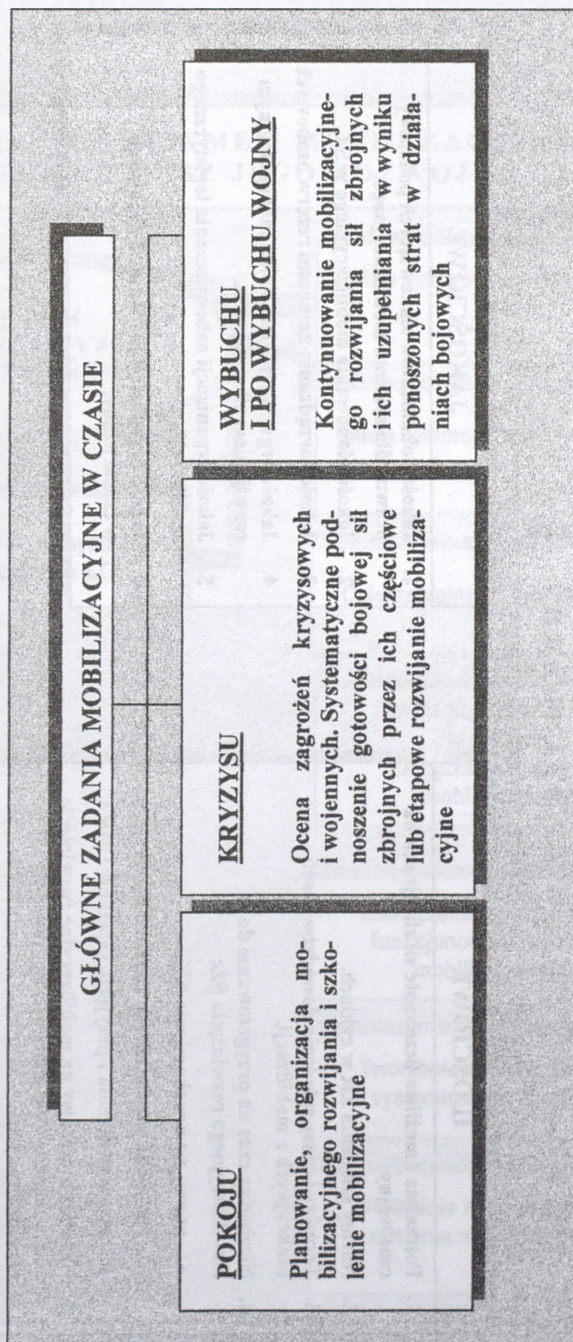 GŁÓWNE ZADANIA MOBILIZACYJNE W CZASIE
POKOJU
Planowanie, organizacja mo-
bilizacyjnego rozwijania i szko-
lenie mobilizacyjne
KRYZYSU
Ocena zagrożeń kryzysowych
i wojennych. Systematyczne pod-
noszenie gotowości bojowej sił
zbrojnych przez ich częściowe
lub etapowe rozwijanie mobiliza-
cyjne
WYBUCHU
I PO WYBUCHU WOJNY
Kontynuowanie mobilizacyjne-
go rozwijania sił zbrojnych
i ich uzupełniania w wyniku
ponoszonych strat w działa-
niach bojowych